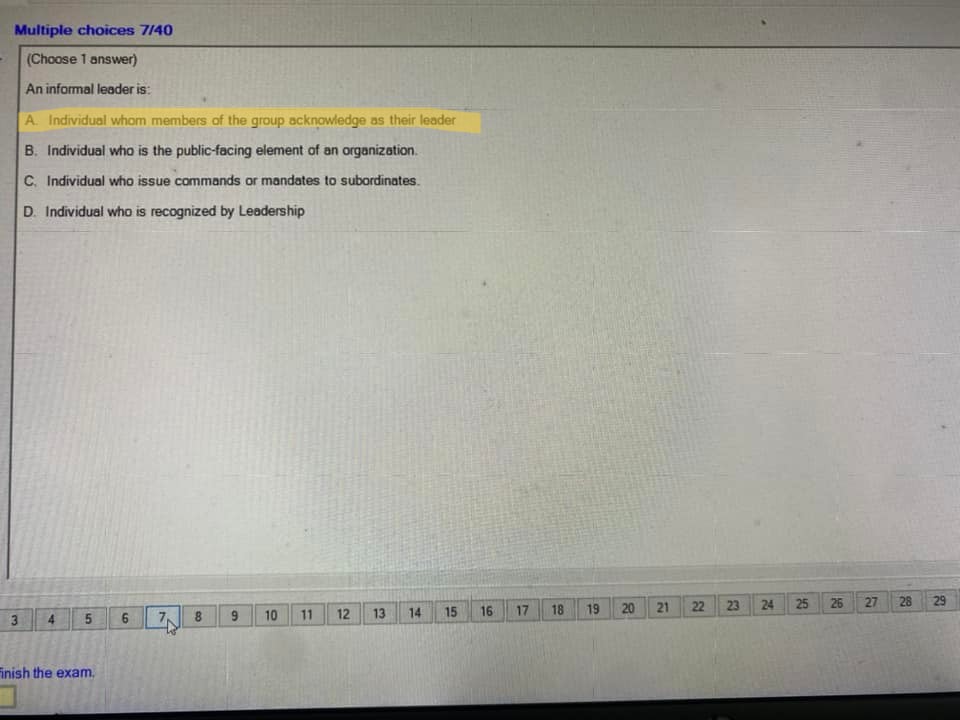 Multiple choices 7/40
(Choose 1 answer)
An informal leader is:
A. Individual whom members of the group acknowledge as their leader
B. Individual who is the public-facing element of an organization.
C. Individual who issue commands or mandates to subordinates.
D. Individual who is recognized by Leadership
3 4 5 6 7 8 9 10 11 12 13 14 15 16 17 18 19 20 21 22 23 24 25 26 27 28 29
inish the exam.